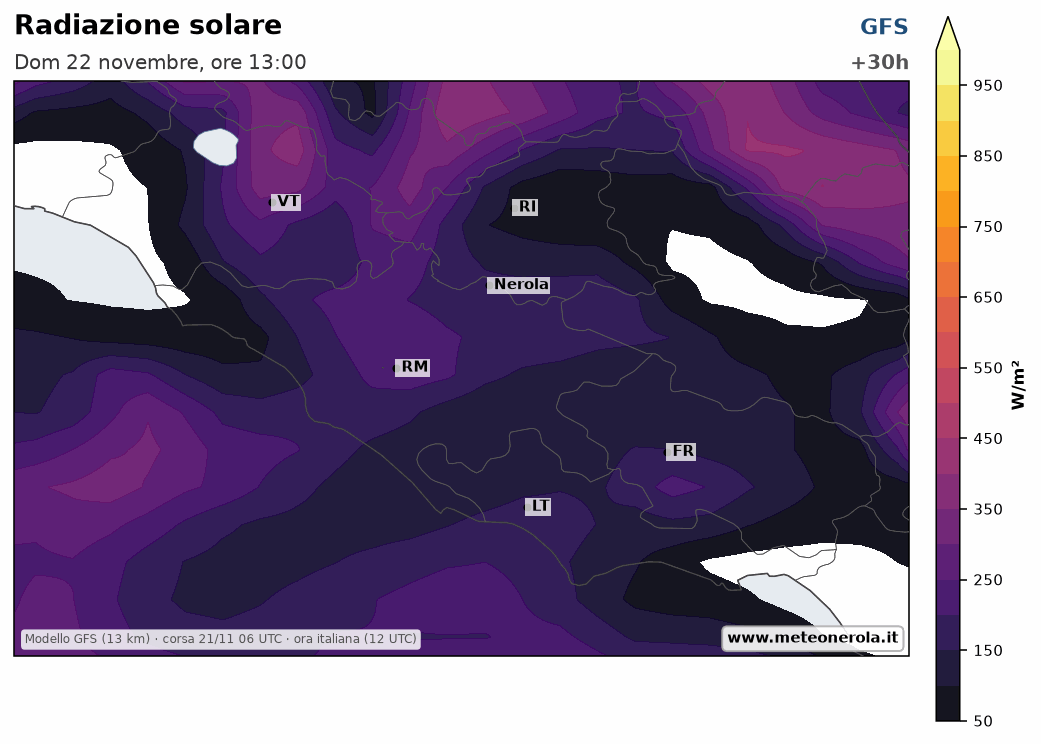 Radiazione solare
GFS
Dom 22 novembre, ore 13:00
+30h
950
850
750
650
550
450
350
250
150
50
W/m²
VT
RI
Nerola
RM
FR
LT
Modello GFS (13 km) · corsa 21/11 06 UTC · ora italiana (12 UTC)
www.meteonerola.it